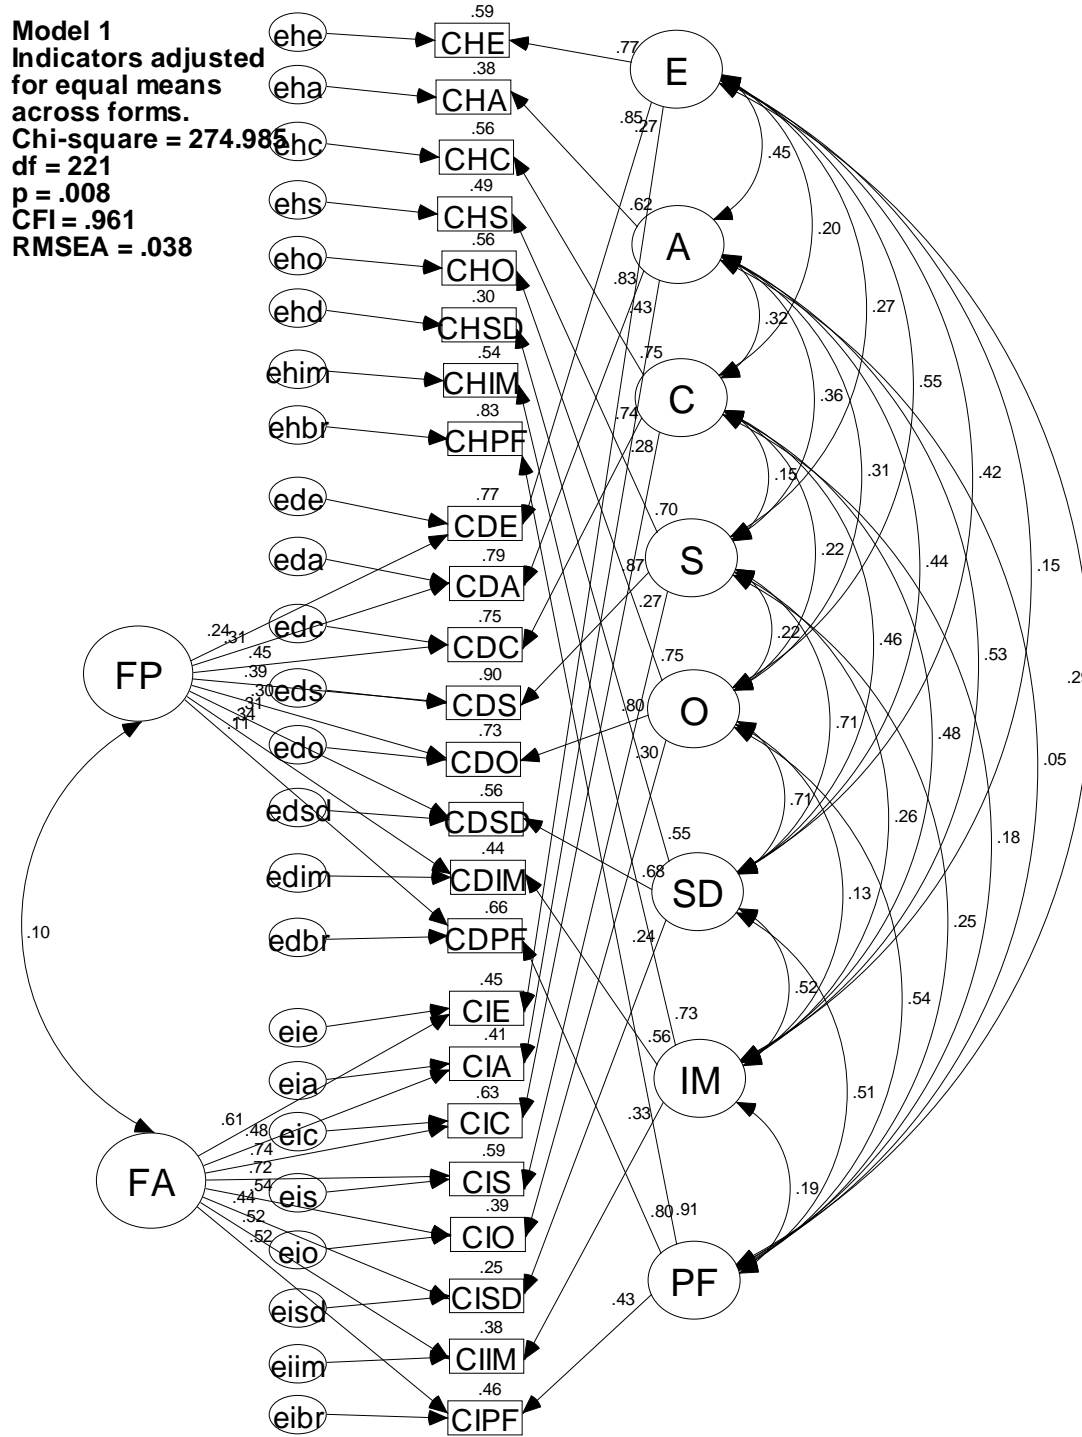 Model 1
Indicators adjusted
for equal means
across forms.
Chi-square = 274.985
df = 221
p = .008
CFI = .961
RMSEA = .038
ehe
.59
CHE
.77
E
eha
.38
CHA
.85
.27
.45
ehc
.56
CHC
ehs
.49
CHS
.62
A
.20
eho
.56
CHO
.83
.43
.27
ehd
.30
CHSD
.32
ehim
.54
CHIM
.75
C
.36
.55
ehbr
.83
CHPF
.74
.28
.15
.31
.42
ede
.77
CDE
.70
S
.22
.44
.15
eda
.79
CDA
.87
.27
edc
.75
CDC
.24
.31
.45
.22
.46
.53
FP
.39
.30
eds
.90
CDS
.75
O
.29
.31
.34
.11
edo
.73
CDO
.80
.30
.71
.48
.05
edsd
.56
CDSD
.71
.26
.18
edim
.44
CDIM
.55
.68
SD
.13
.25
edbr
.66
CDPF
.24
.10
eie
.45
CIE
.52
.54
eia
.41
CIA
.73
.56
IM
.51
eic
.63
CIC
.61
.48
.74
.33
FA
.72
.54
eis
.59
CIS
.19
.44
.52
.52
eio
.39
CIO
.80
.91
eisd
.25
CISD
PF
.43
eiim
.38
CIIM
eibr
.46
CIPF